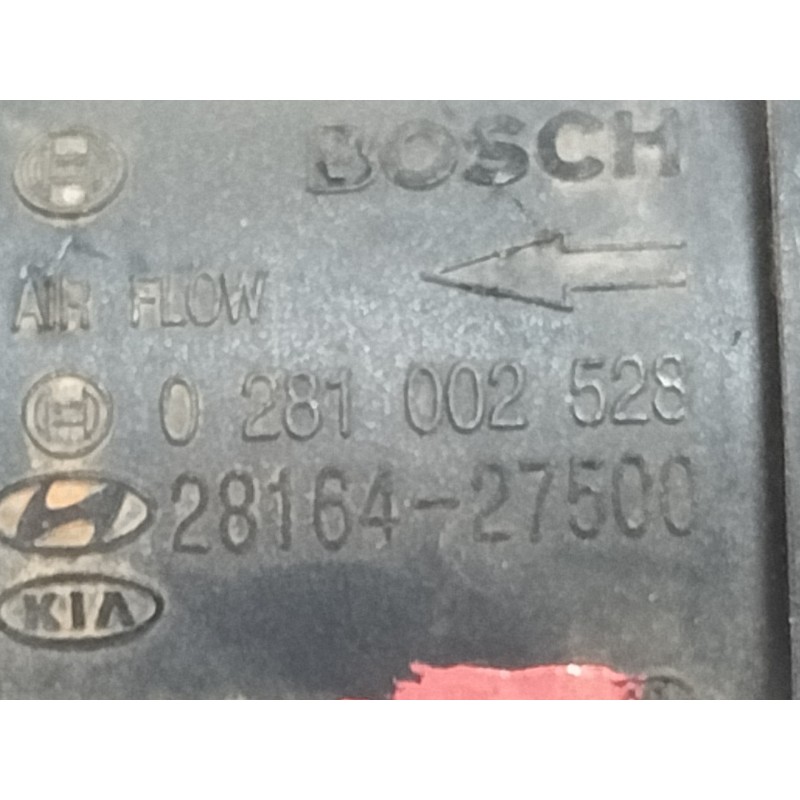 BOSCH
AIR FLOW
0 281 002 528
28164-27500
KIA